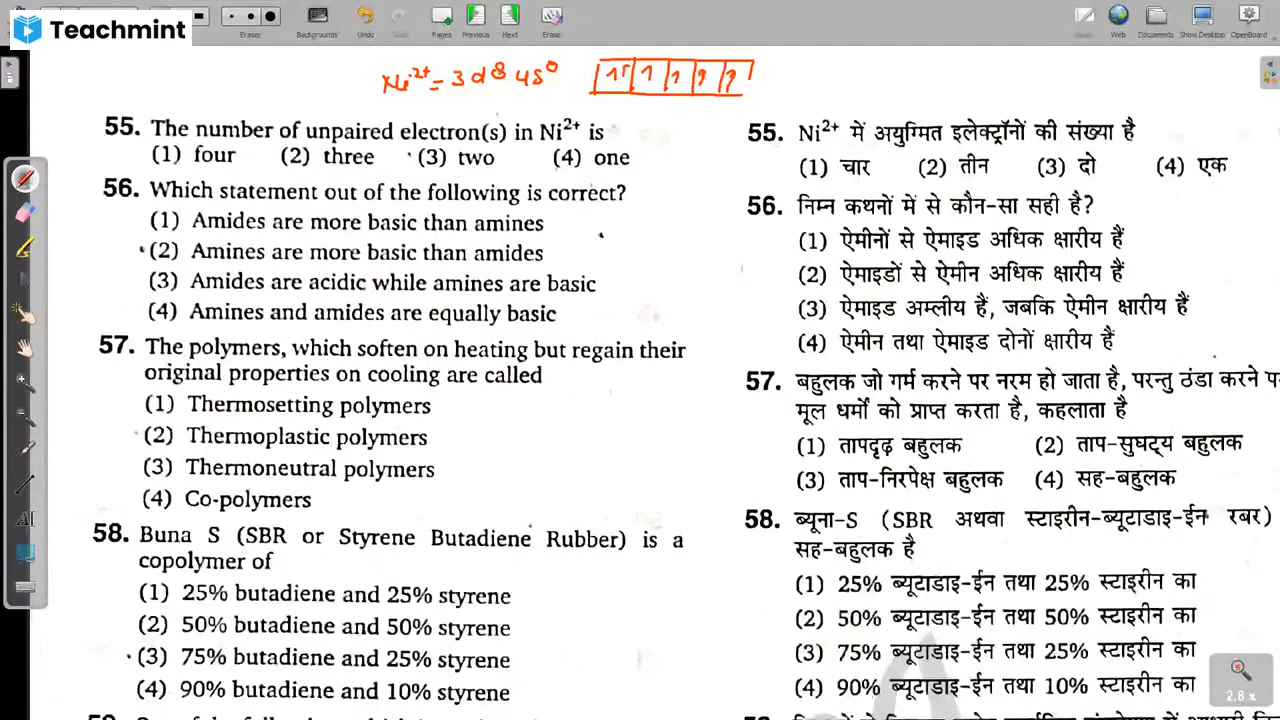 Teachmint
Eraser
Backgrounds
Undo
Pages
Previous
Next
Erase
Web
Documents
Show Desktop
OpenBoard
Ni²⁺ = 3d⁸ 4s⁰
55. The number of unpaired electron(s) in Ni²⁺ is
(1) four (2) three (3) two (4) one
56. Which statement out of the following is correct?
(1) Amides are more basic than amines
(2) Amines are more basic than amides
(3) Amides are acidic while amines are basic
(4) Amines and amides are equally basic
57. The polymers, which soften on heating but regain their
original properties on cooling are called
(1) Thermosetting polymers
(2) Thermoplastic polymers
(3) Thermoneutral polymers
(4) Co-polymers
58. Buna S (SBR or Styrene Butadiene Rubber) is a
copolymer of
(1) 25% butadiene and 25% styrene
(2) 50% butadiene and 50% styrene
(3) 75% butadiene and 25% styrene
(4) 90% butadiene and 10% styrene
55. Ni²⁺ में अयुग्मित इलेक्ट्रॉनों की संख्या है
(1) चार (2) तीन (3) दो (4) एक
56. निम्न कथनों में से कौन-सा सही है?
(1) ऐमीनों से ऐमाइड अधिक क्षारीय हैं
(2) ऐमाइडों से ऐमीन अधिक क्षारीय हैं
(3) ऐमाइड अम्लीय हैं, जबकि ऐमीन क्षारीय हैं
(4) ऐमीन तथा ऐमाइड दोनों क्षारीय हैं
57. बहुलक जो गर्म करने पर नरम हो जाता है, परन्तु ठंडा करने
मूल धर्मों को प्राप्त करता है, कहलाता है
(1) तापदृढ़ बहुलक (2) ताप-सुघट्य बहुलक
(3) ताप-निरपेक्ष बहुलक (4) सह-बहुलक
58. ब्यूना-S (SBR अथवा स्टाइरीन-ब्यूटाडाइ-ईन रबर)
सह-बहुलक है
(1) 25% ब्यूटाडाइ-ईन तथा 25% स्टाइरीन का
(2) 50% ब्यूटाडाइ-ईन तथा 50% स्टाइरीन का
(3) 75% ब्यूटाडाइ-ईन तथा 25% स्टाइरीन का
(4) 90% ब्यूटाडाइ-ईन तथा 10% स्टाइरीन का
2.8 x